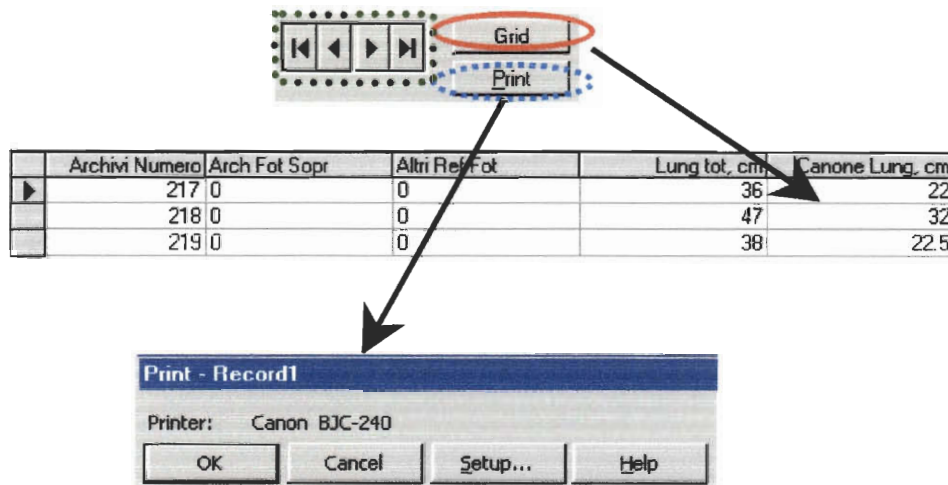 Grid
Print
Archivi Numero Arch Fot Sopr Altri Ref Fot Lung tot, cm Canone Lung, cm
217 0 0 36 22
218 0 0 47 32
219 0 0 38 22.5
Print - Record1
Printer: Canon BJC-240
OK Cancel Setup... Help